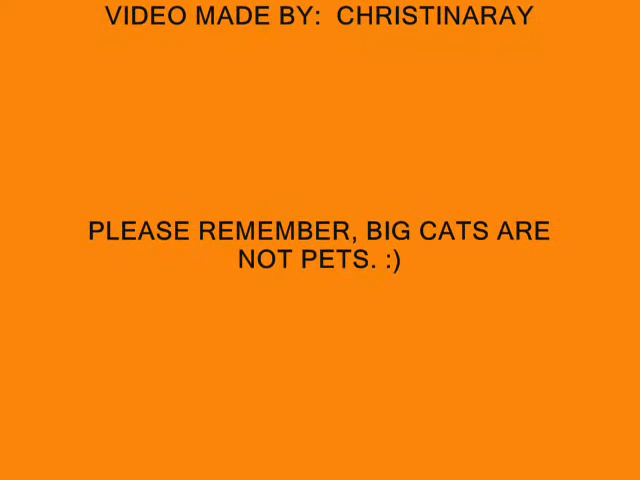 VIDEO MADE BY:  CHRISTINARAY
PLEASE REMEMBER, BIG CATS ARE
NOT PETS. :)